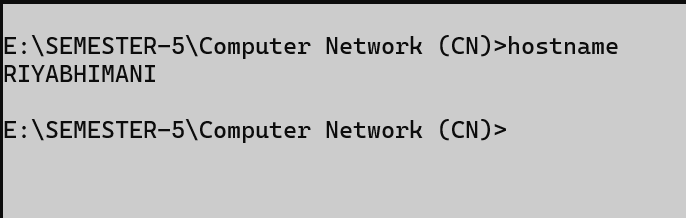 E:\SEMESTER-5\Computer Network (CN)>hostname
RIYABHIMANI
E:\SEMESTER-5\Computer Network (CN)>